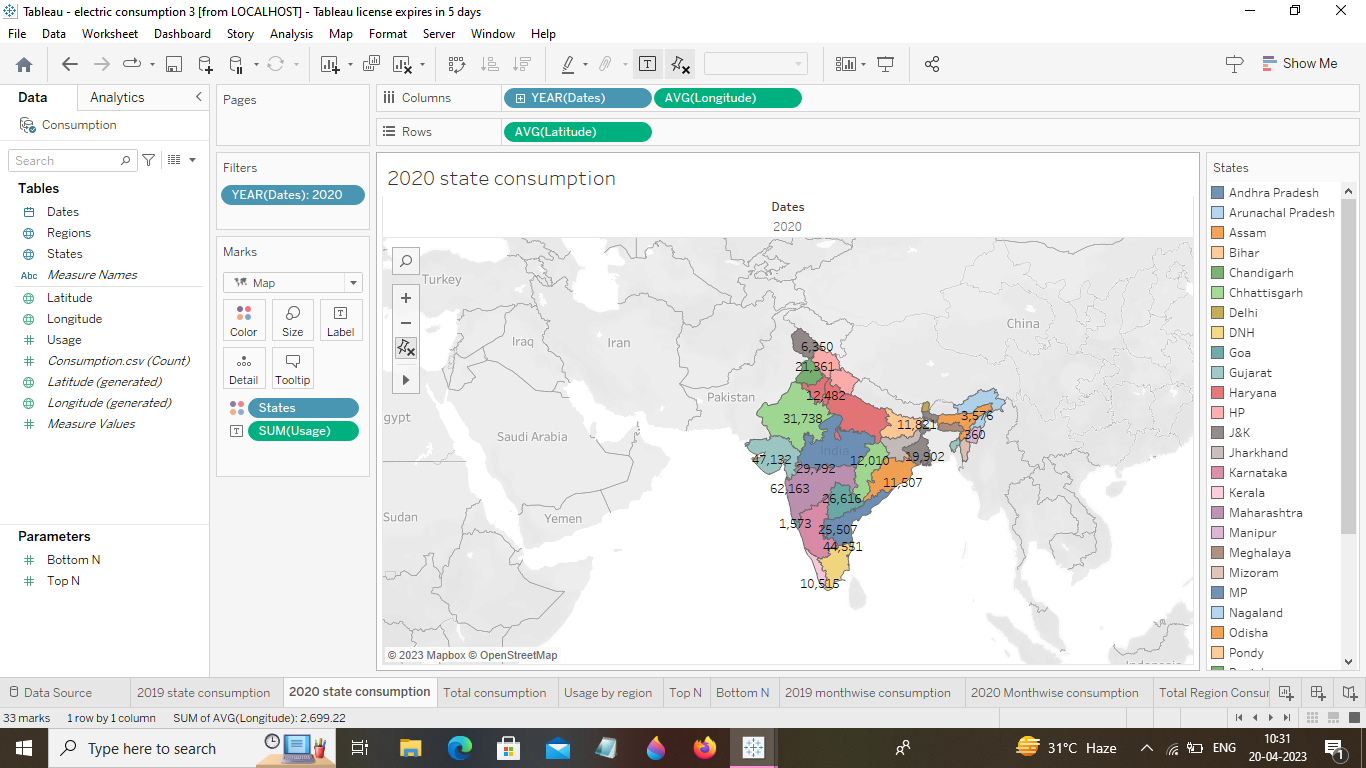 Tableau - electric consumption 3 [from LOCALHOST] - Tableau license expires in 5 days
File Data Worksheet Dashboard Story Analysis Map Format Server Window Help
Show Me
Data Analytics
Consumption
Search
Tables
Dates
Regions
States
Abc Measure Names
Latitude
Longitude
Usage
Consumption.csv (Count)
Latitude (generated)
Longitude (generated)
Measure Values
Parameters
Bottom N
Top N
Pages
Filters
YEAR(Dates): 2020
Marks
Map
Color Size Label
Detail Tooltip
States
SUM(Usage)
Columns YEAR(Dates) AVG(Longitude)
Rows AVG(Latitude)
2020 state consumption
Dates
2020
Turkey
China
Iraq
Iran
Pakistan
gypt
Saudi Arabia
India
Sudan
Yemen
6,350
21,361
12,482
31,738
11,821
3,576
360
47,132
29,792
12,010
19,902
62,163
26,616
11,507
1,573
25,507
44,551
10,515
© 2023 Mapbox © OpenStreetMap
States
Andhra Pradesh
Arunachal Pradesh
Assam
Bihar
Chandigarh
Chhattisgarh
Delhi
DNH
Goa
Gujarat
Haryana
HP
J&K
Jharkhand
Karnataka
Kerala
Maharashtra
Manipur
Meghalaya
Mizoram
MP
Nagaland
Odisha
Pondy
Data Source 2019 state consumption 2020 state consumption Total consumption Usage by region Top N Bottom N 2019 monthwise consumption 2020 Monthwise consumption Total Region Consur
33 marks 1 row by 1 column SUM of AVG(Longitude): 2,699.22
Type here to search
31°C Haze
ENG
10:31
20-04-2023
1